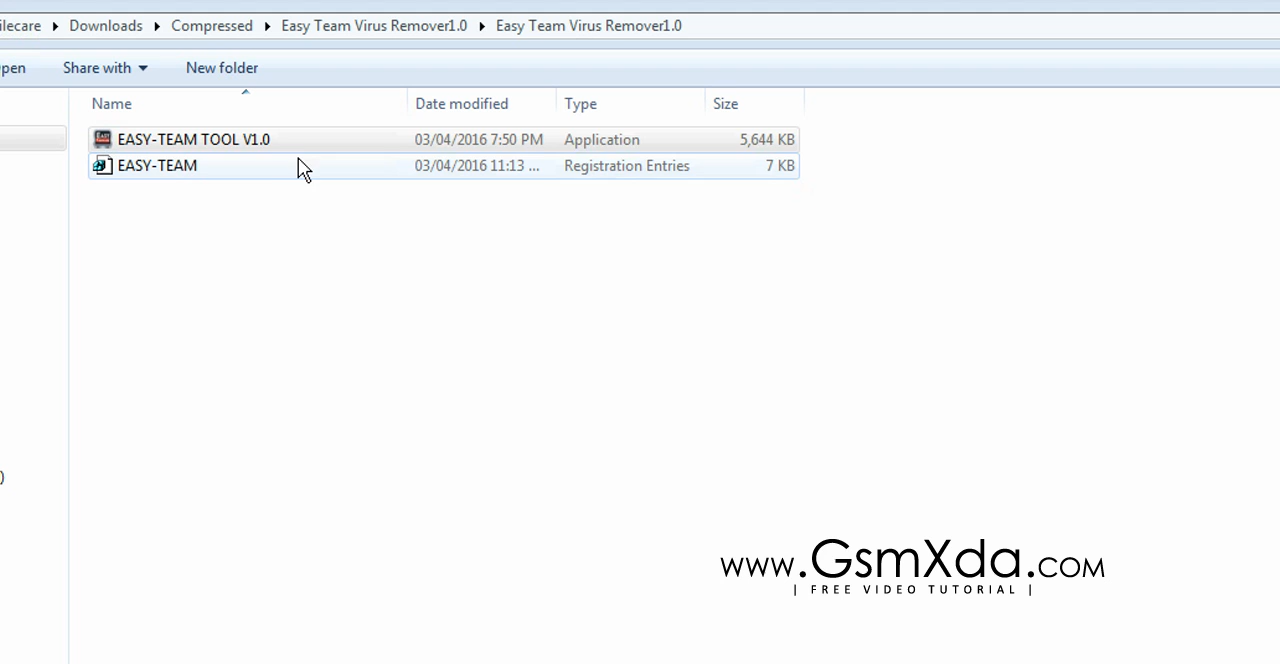 ilecare ▸ Downloads ▸ Compressed ▸ Easy Team Virus Remover1.0 ▸ Easy Team Virus Remover1.0
pen Share with New folder
Name Date modified Type Size
EASY-TEAM TOOL V1.0 03/04/2016 7:50 PM Application 5,644 KB
EASY-TEAM 03/04/2016 11:13 ... Registration Entries 7 KB
)
www.GsmXda.com
| FREE VIDEO TUTORIAL |